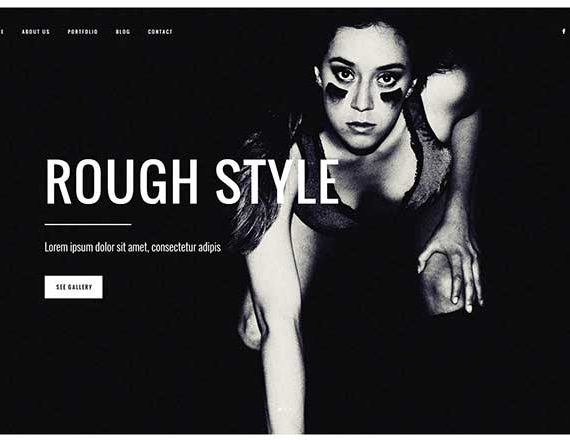 ABOUT US PORTFOLIO BLOG CONTACT
ROUGH STYLE
Lorem ipsum dolor sit amet, consectetur adipis
SEE GALLERY